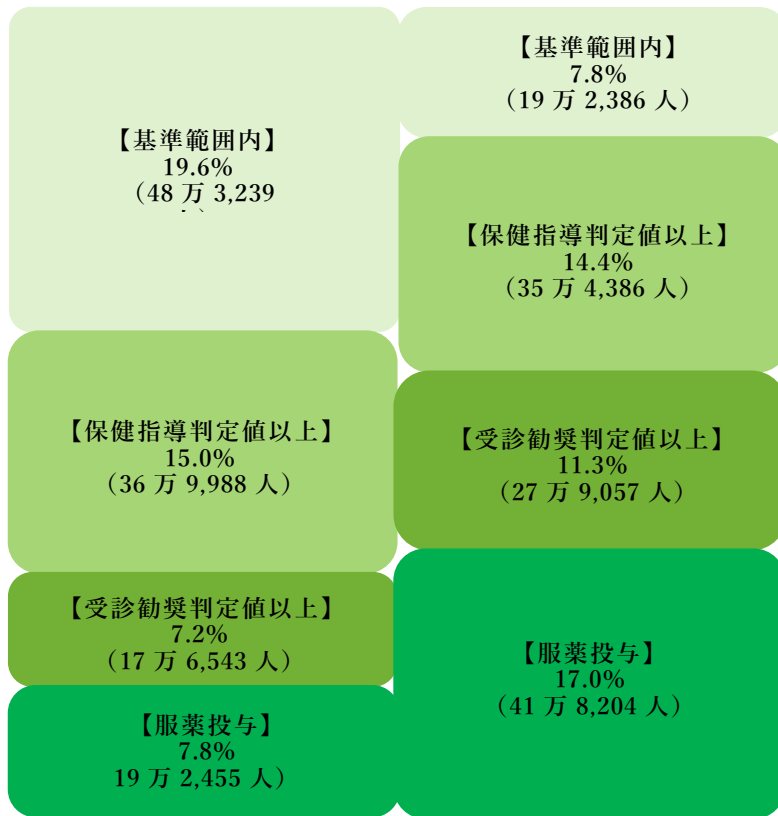 【基準範囲内】
19.6%
（48 万 3,239
【保健指導判定値以上】
15.0%
（36 万 9,988 人）
【受診勧奨判定値以上】
7.2%
（17 万 6,543 人）
【服薬投与】
7.8%
19 万 2,455 人）
【基準範囲内】
7.8%
（19 万 2,386 人）
【保健指導判定値以上】
14.4%
（35 万 4,386 人）
【受診勧奨判定値以上】
11.3%
（27 万 9,057 人）
【服薬投与】
17.0%
（41 万 8,204 人）